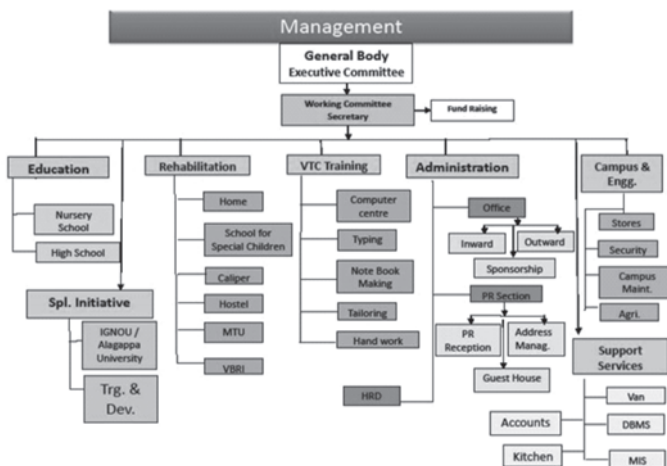 Management
General Body
Executive Committee
Working Committee
Secretary
Fund Raising
Education
Rehabilitation
VTC Training
Administration
Campus &
Engg.
Nursery
School
High School
Spl. Initiative
IGNOU /
Alagappa
University
Trg. &
Dev.
Home
School for
Special Children
Caliper
Hostel
MTU
VBRI
Computer
centre
Typing
Note Book
Making
Tailoring
Hand work
Office
Inward
Outward
Sponsorship
PR Section
PR
Reception
Address
Manag.
Guest House
HRD
Stores
Security
Campus
Maint.
Agri.
Support
Services
Van
Accounts
DBMS
Kitchen
MIS